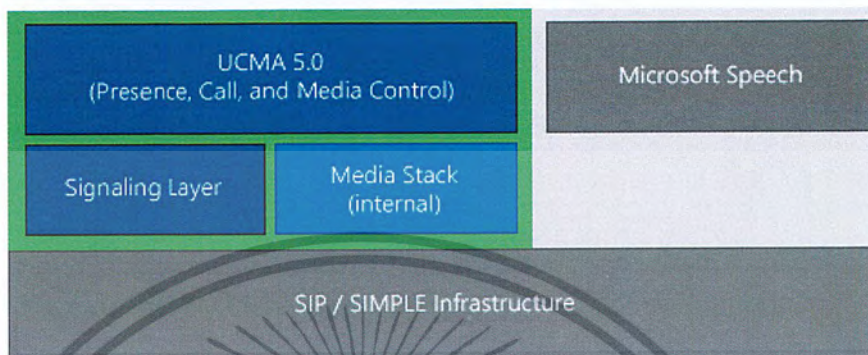 UCMA 5.0
(Presence, Call, and Media Control)
Microsoft Speech
Signaling Layer
Media Stack
(internal)
SIP / SIMPLE Infrastructure